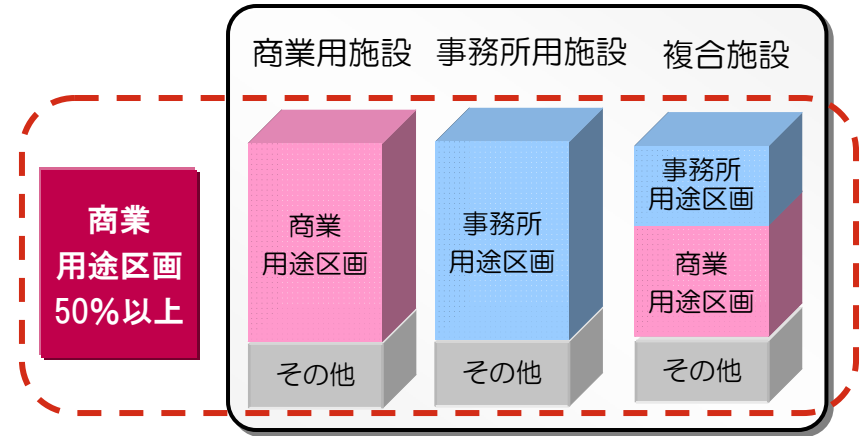 商業用施設
事務所用施設
複合施設
商業
用途区画
50%以上
商業
用途区画
その他
事務所
用途区画
その他
事務所
用途区画
商業
用途区画
その他